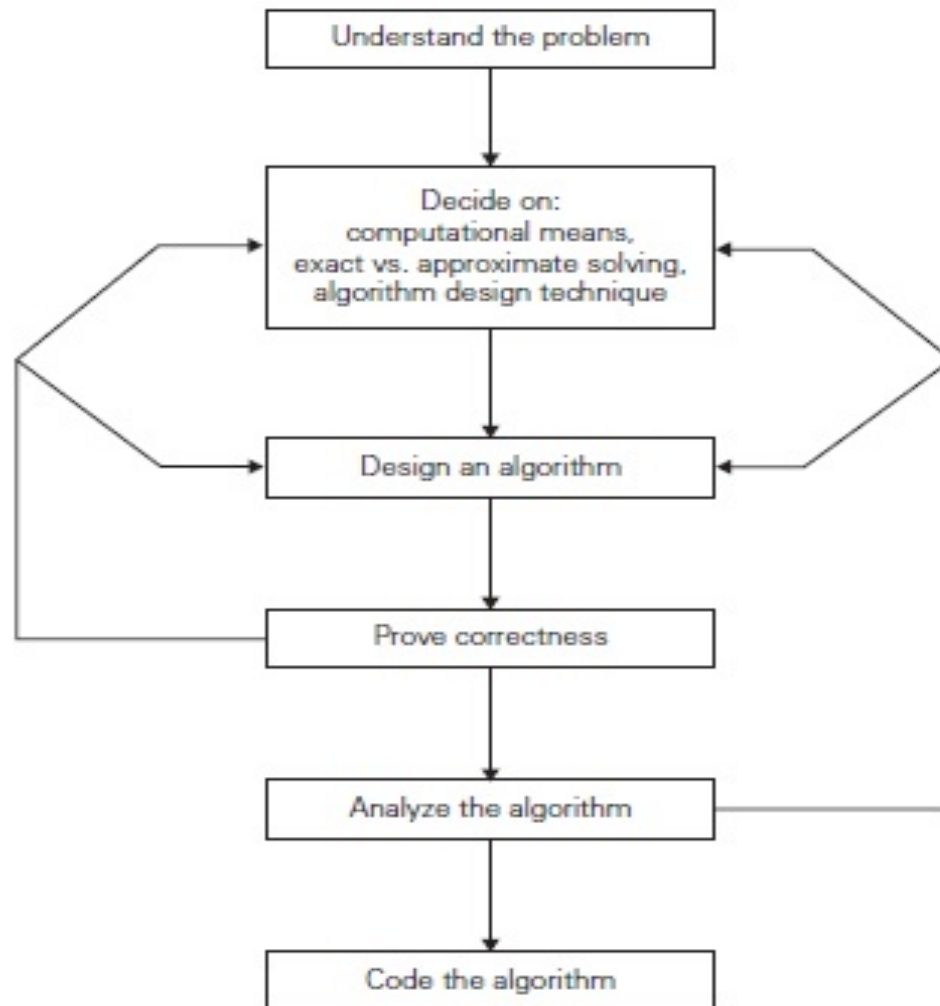 Understand the problem
Decide on:
computational means,
exact vs. approximate solving,
algorithm design technique
Design an algorithm
Prove correctness
Analyze the algorithm
Code the algorithm